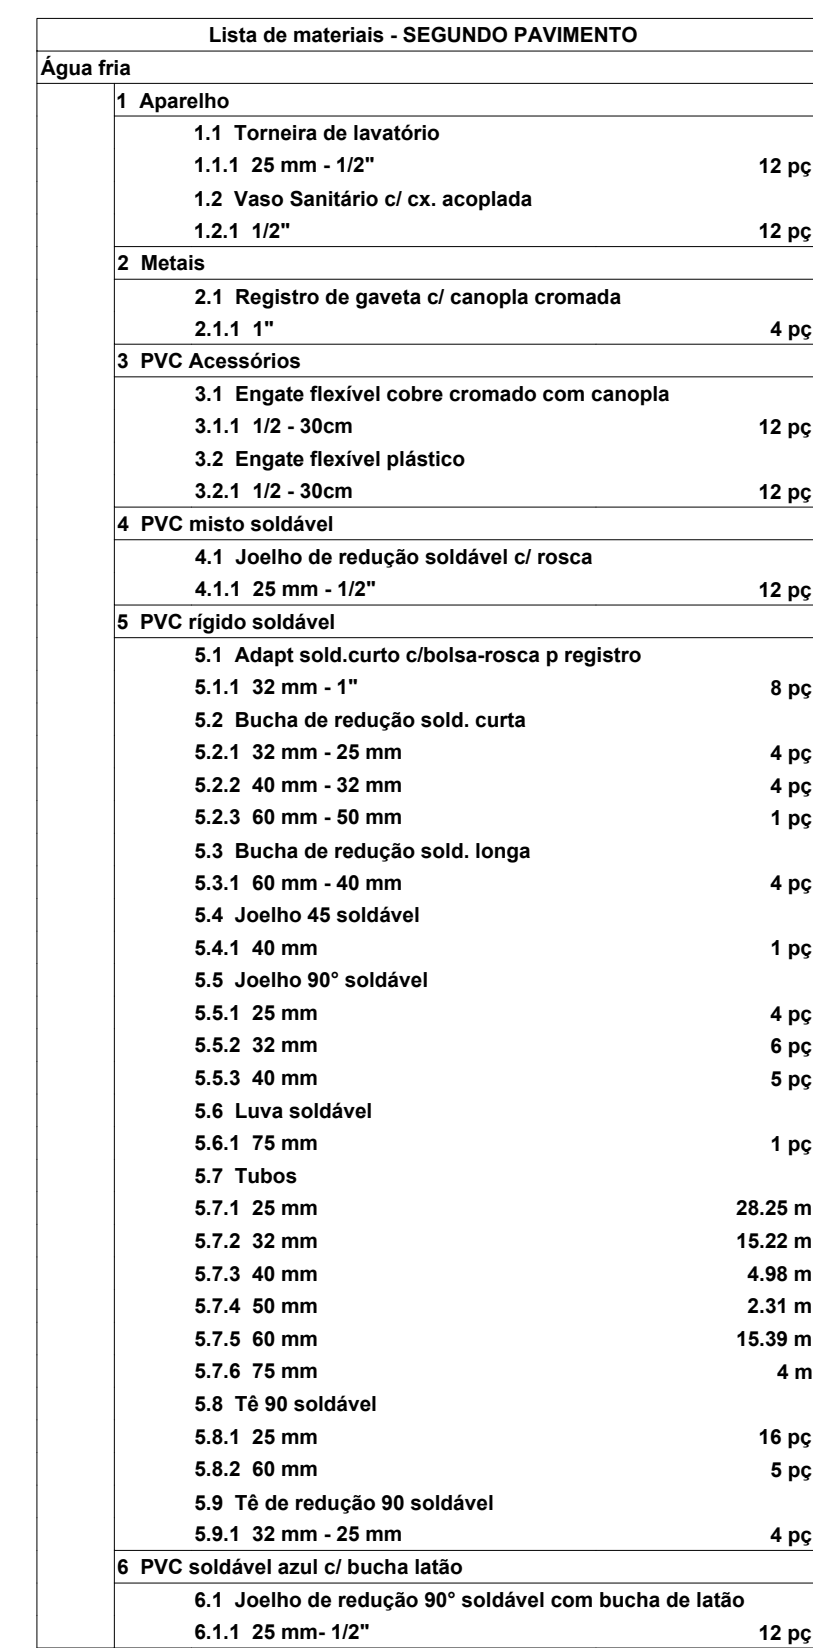 Lista de materiais - SEGUNDO PAVIMENTO
Água fria
1 Aparelho
1.1 Torneira de lavatório
1.1.1 25 mm - 1/2" 12 pç
1.2 Vaso Sanitário c/ cx. acoplada
1.2.1 1/2" 12 pç
2 Metais
2.1 Registro de gaveta c/ canopla cromada
2.1.1 1" 4 pç
3 PVC Acessórios
3.1 Engate flexível cobre cromado com canopla
3.1.1 1/2 - 30cm 12 pç
3.2 Engate flexível plástico
3.2.1 1/2 - 30cm 12 pç
4 PVC misto soldável
4.1 Joelho de redução soldável c/ rosca
4.1.1 25 mm - 1/2" 12 pç
5 PVC rígido soldável
5.1 Adapt sold.curto c/bolsa-rosca p registro
5.1.1 32 mm - 1" 8 pç
5.2 Bucha de redução sold. curta
5.2.1 32 mm - 25 mm 4 pç
5.2.2 40 mm - 32 mm 4 pç
5.2.3 60 mm - 50 mm 1 pç
5.3 Bucha de redução sold. longa
5.3.1 60 mm - 40 mm 4 pç
5.4 Joelho 45 soldável
5.4.1 40 mm 1 pç
5.5 Joelho 90° soldável
5.5.1 25 mm 4 pç
5.5.2 32 mm 6 pç
5.5.3 40 mm 5 pç
5.6 Luva soldável
5.6.1 75 mm 1 pç
5.7 Tubos
5.7.1 25 mm 28.25 m
5.7.2 32 mm 15.22 m
5.7.3 40 mm 4.98 m
5.7.4 50 mm 2.31 m
5.7.5 60 mm 15.39 m
5.7.6 75 mm 4 m
5.8 Tê 90 soldável
5.8.1 25 mm 16 pç
5.8.2 60 mm 5 pç
5.9 Tê de redução 90 soldável
5.9.1 32 mm - 25 mm 4 pç
6 PVC soldável azul c/ bucha latão
6.1 Joelho de redução 90° soldável com bucha de latão
6.1.1 25 mm- 1/2" 12 pç